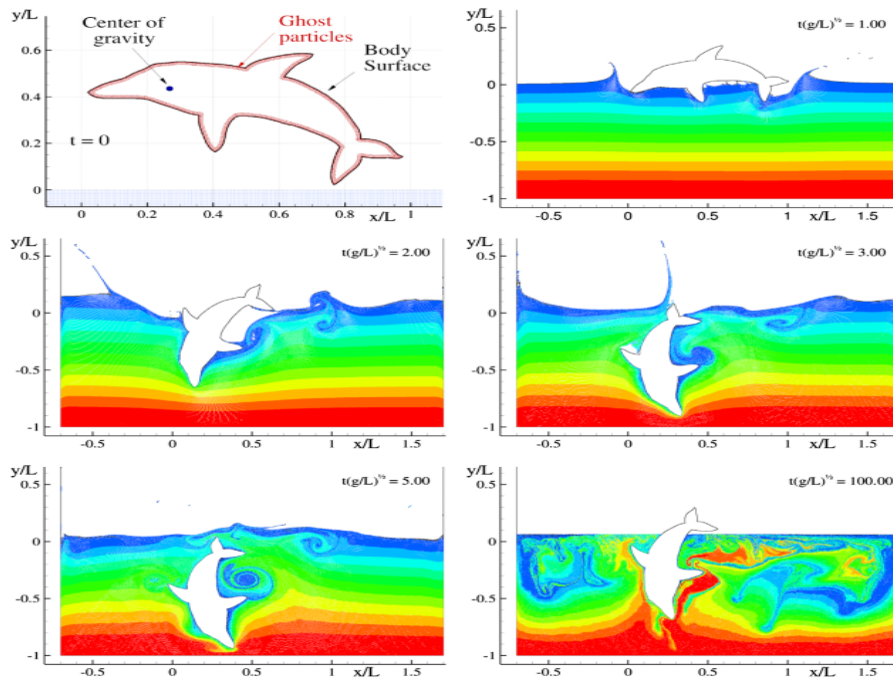 y/L
Center of
gravity
Ghost
particles
Body
Surface
0.6
0.4
0.2
0
t = 0
0 0.2 0.4 0.6 0.8 1
x/L
y/L
t(g/L)^½ = 1.00
0.5
0
-0.5
-1
-0.5 0 0.5 1 1.5
x/L
y/L
t(g/L)^½ = 2.00
0.5
0
-0.5
-1
-0.5 0 0.5 1 1.5
x/L
y/L
t(g/L)^½ = 3.00
0.5
0
-0.5
-1
-0.5 0 0.5 1 1.5
x/L
y/L
t(g/L)^½ = 5.00
0.5
0
-0.5
-1
-0.5 0 0.5 1 1.5
x/L
y/L
t(g/L)^½ = 100.00
0.5
0
-0.5
-1
-0.5 0 0.5 1 1.5
x/L